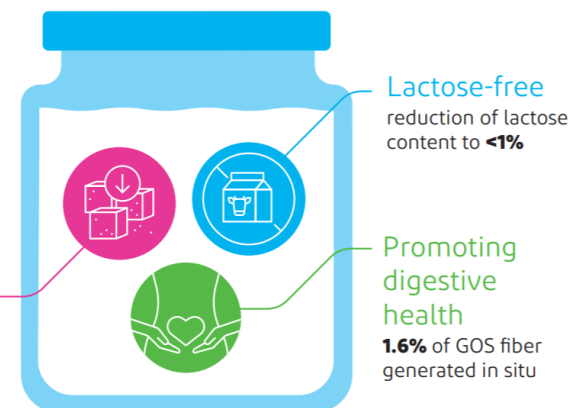 Lactose-free
reduction of lactose
content to <1%
Promoting
digestive
health
1.6% of GOS fiber
generated in situ